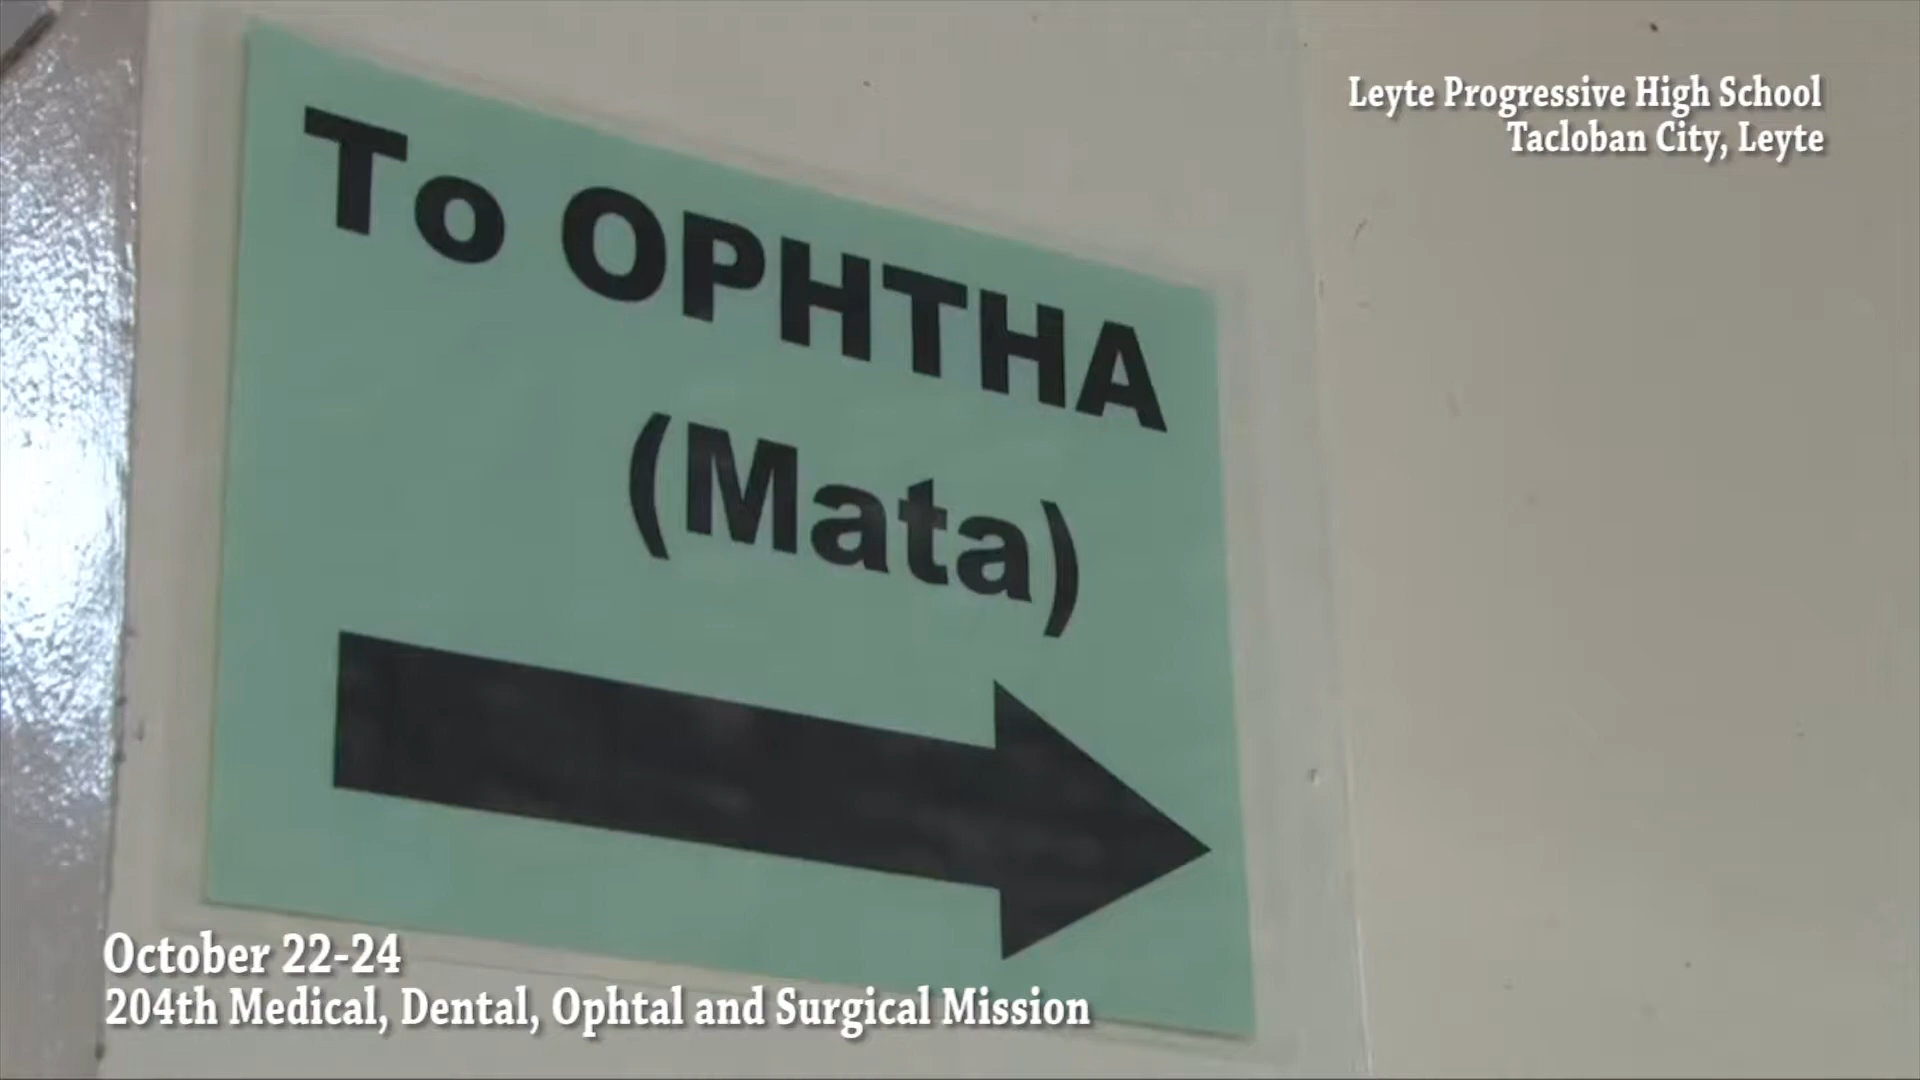 Leyte Progressive High School
Tacloban City, Leyte
To OPHTHA
(Mata)
October 22-24
204th Medical, Dental, Ophtal and Surgical Mission